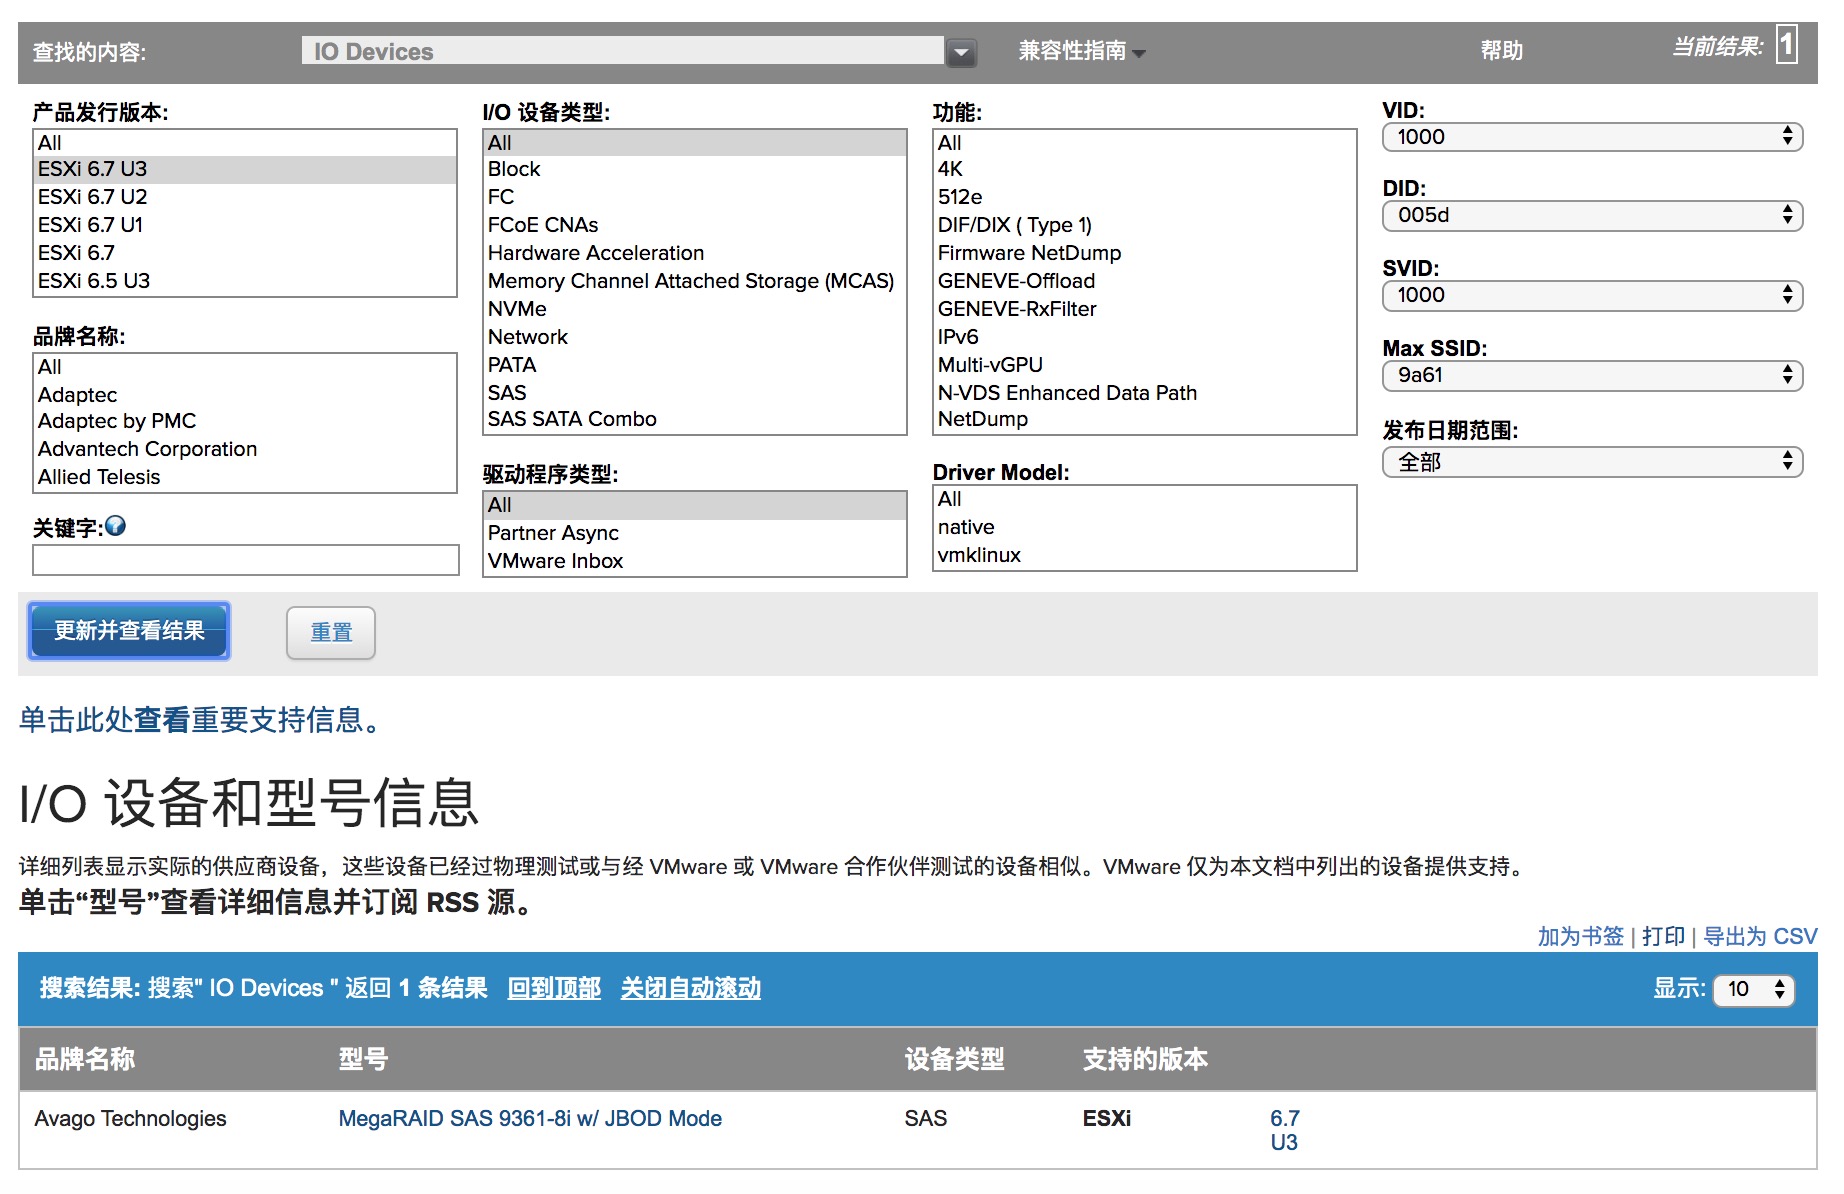 查找的内容:
IO Devices
兼容性指南
帮助
当前结果: 1
产品发行版本:
All
ESXi 6.7 U3
ESXi 6.7 U2
ESXi 6.7 U1
ESXi 6.7
ESXi 6.5 U3
品牌名称:
All
Adaptec
Adaptec by PMC
Advantech Corporation
Allied Telesis
关键字:
I/O 设备类型:
All
Block
FC
FCoE CNAs
Hardware Acceleration
Memory Channel Attached Storage (MCAS)
NVMe
Network
PATA
SAS
SAS SATA Combo
驱动程序类型:
All
Partner Async
VMware Inbox
功能:
All
4K
512e
DIF/DIX ( Type 1)
Firmware NetDump
GENEVE-Offload
GENEVE-RxFilter
IPv6
Multi-vGPU
N-VDS Enhanced Data Path
NetDump
Driver Model:
All
native
vmklinux
VID:
1000
DID:
005d
SVID:
1000
Max SSID:
9a61
发布日期范围:
全部
更新并查看结果
重置
单击此处查看重要支持信息。
I/O 设备和型号信息
详细列表显示实际的供应商设备，这些设备已经过物理测试或与经 VMware 或 VMware 合作伙伴测试的设备相似。VMware 仅为本文档中列出的设备提供支持。
单击“型号”查看详细信息并订阅 RSS 源。
加为书签 | 打印 | 导出为 CSV
搜索结果: 搜索" IO Devices " 返回 1 条结果 回到顶部 关闭自动滚动
显示: 10
品牌名称 型号 设备类型 支持的版本
Avago Technologies MegaRAID SAS 9361-8i w/ JBOD Mode SAS ESXi 6.7
U3